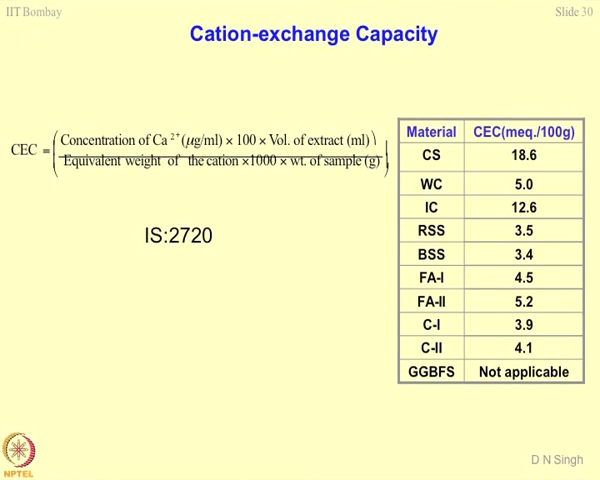 IIT Bombay
Slide 30
Cation-exchange Capacity
CEC = (Concentration of Ca 2+ (μg/ml) × 100 × Vol. of extract (ml))
(Equivalent weight of the cation ×1000 × wt. of sample (g))
IS:2720
Material CEC(meq./100g)
CS 18.6
WC 5.0
IC 12.6
RSS 3.5
BSS 3.4
FA-I 4.5
FA-II 5.2
C-I 3.9
C-II 4.1
GGBFS Not applicable
NPTEL
D N Singh